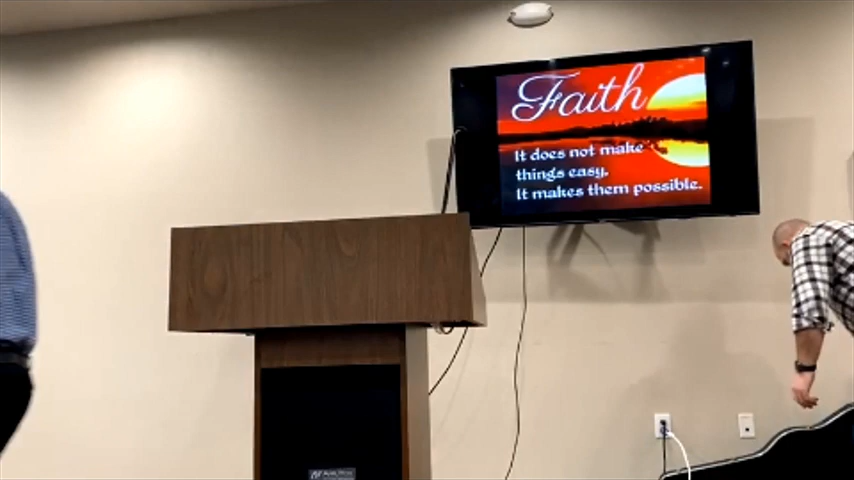 Faith
It does not make
things easy.
It makes them possible.